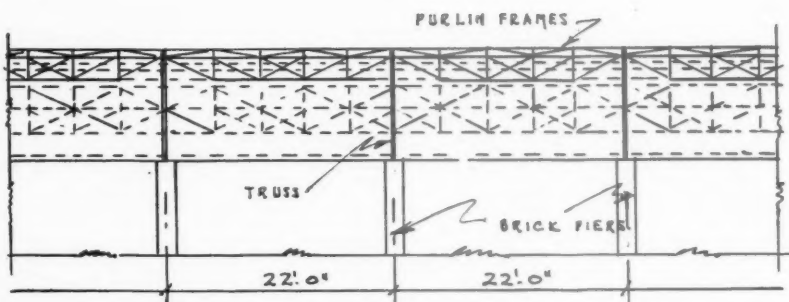 PURLIN FRAMES
TRUSS
BRICK PIERS
22'.0" 22'.0"